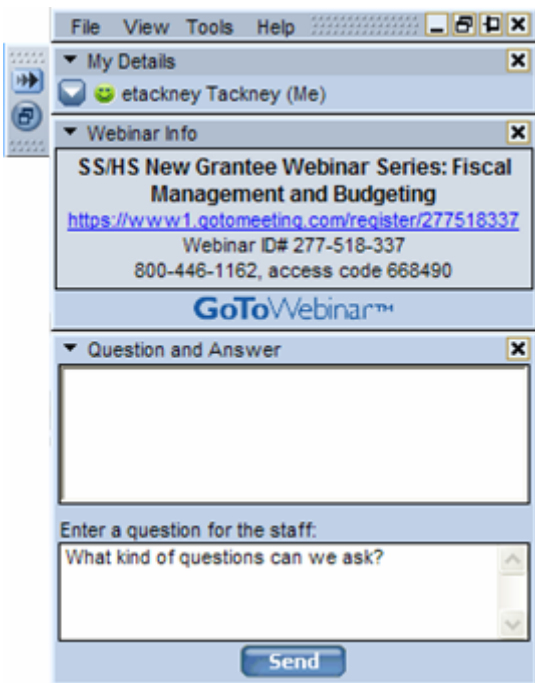 File View Tools Help
My Details
etackney Tackney (Me)
Webinar Info
SS/HS New Grantee Webinar Series: Fiscal
Management and Budgeting
https://www1.gotomeeting.com/register/277518337
Webinar ID# 277-518-337
800-446-1162, access code 668490
GoToWebinar™
Question and Answer
Enter a question for the staff:
What kind of questions can we ask?
Send